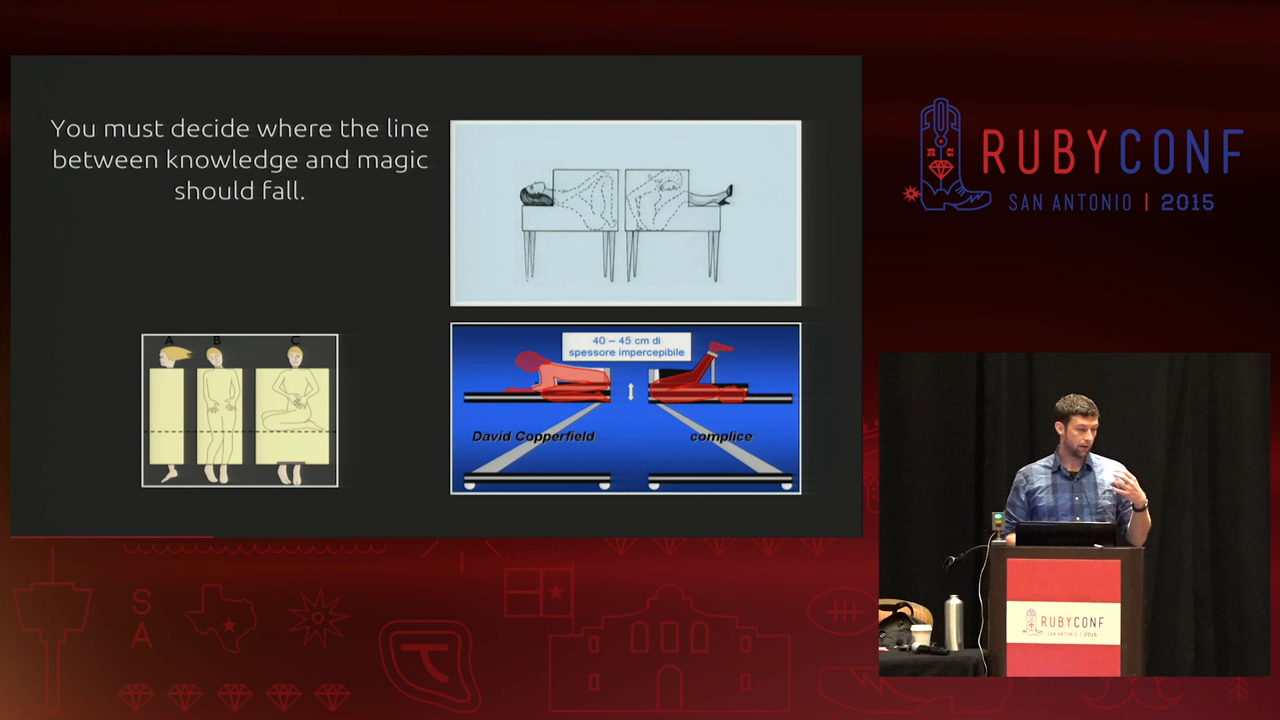 You must decide where the line
between knowledge and magic
should fall.
A B C
40 – 45 cm di
spessore impercepibile
David Copperfield
complice
RUBYCONF
SAN ANTONIO | 2015
S
A
RUBYCONF
SAN ANTONIO | 2015